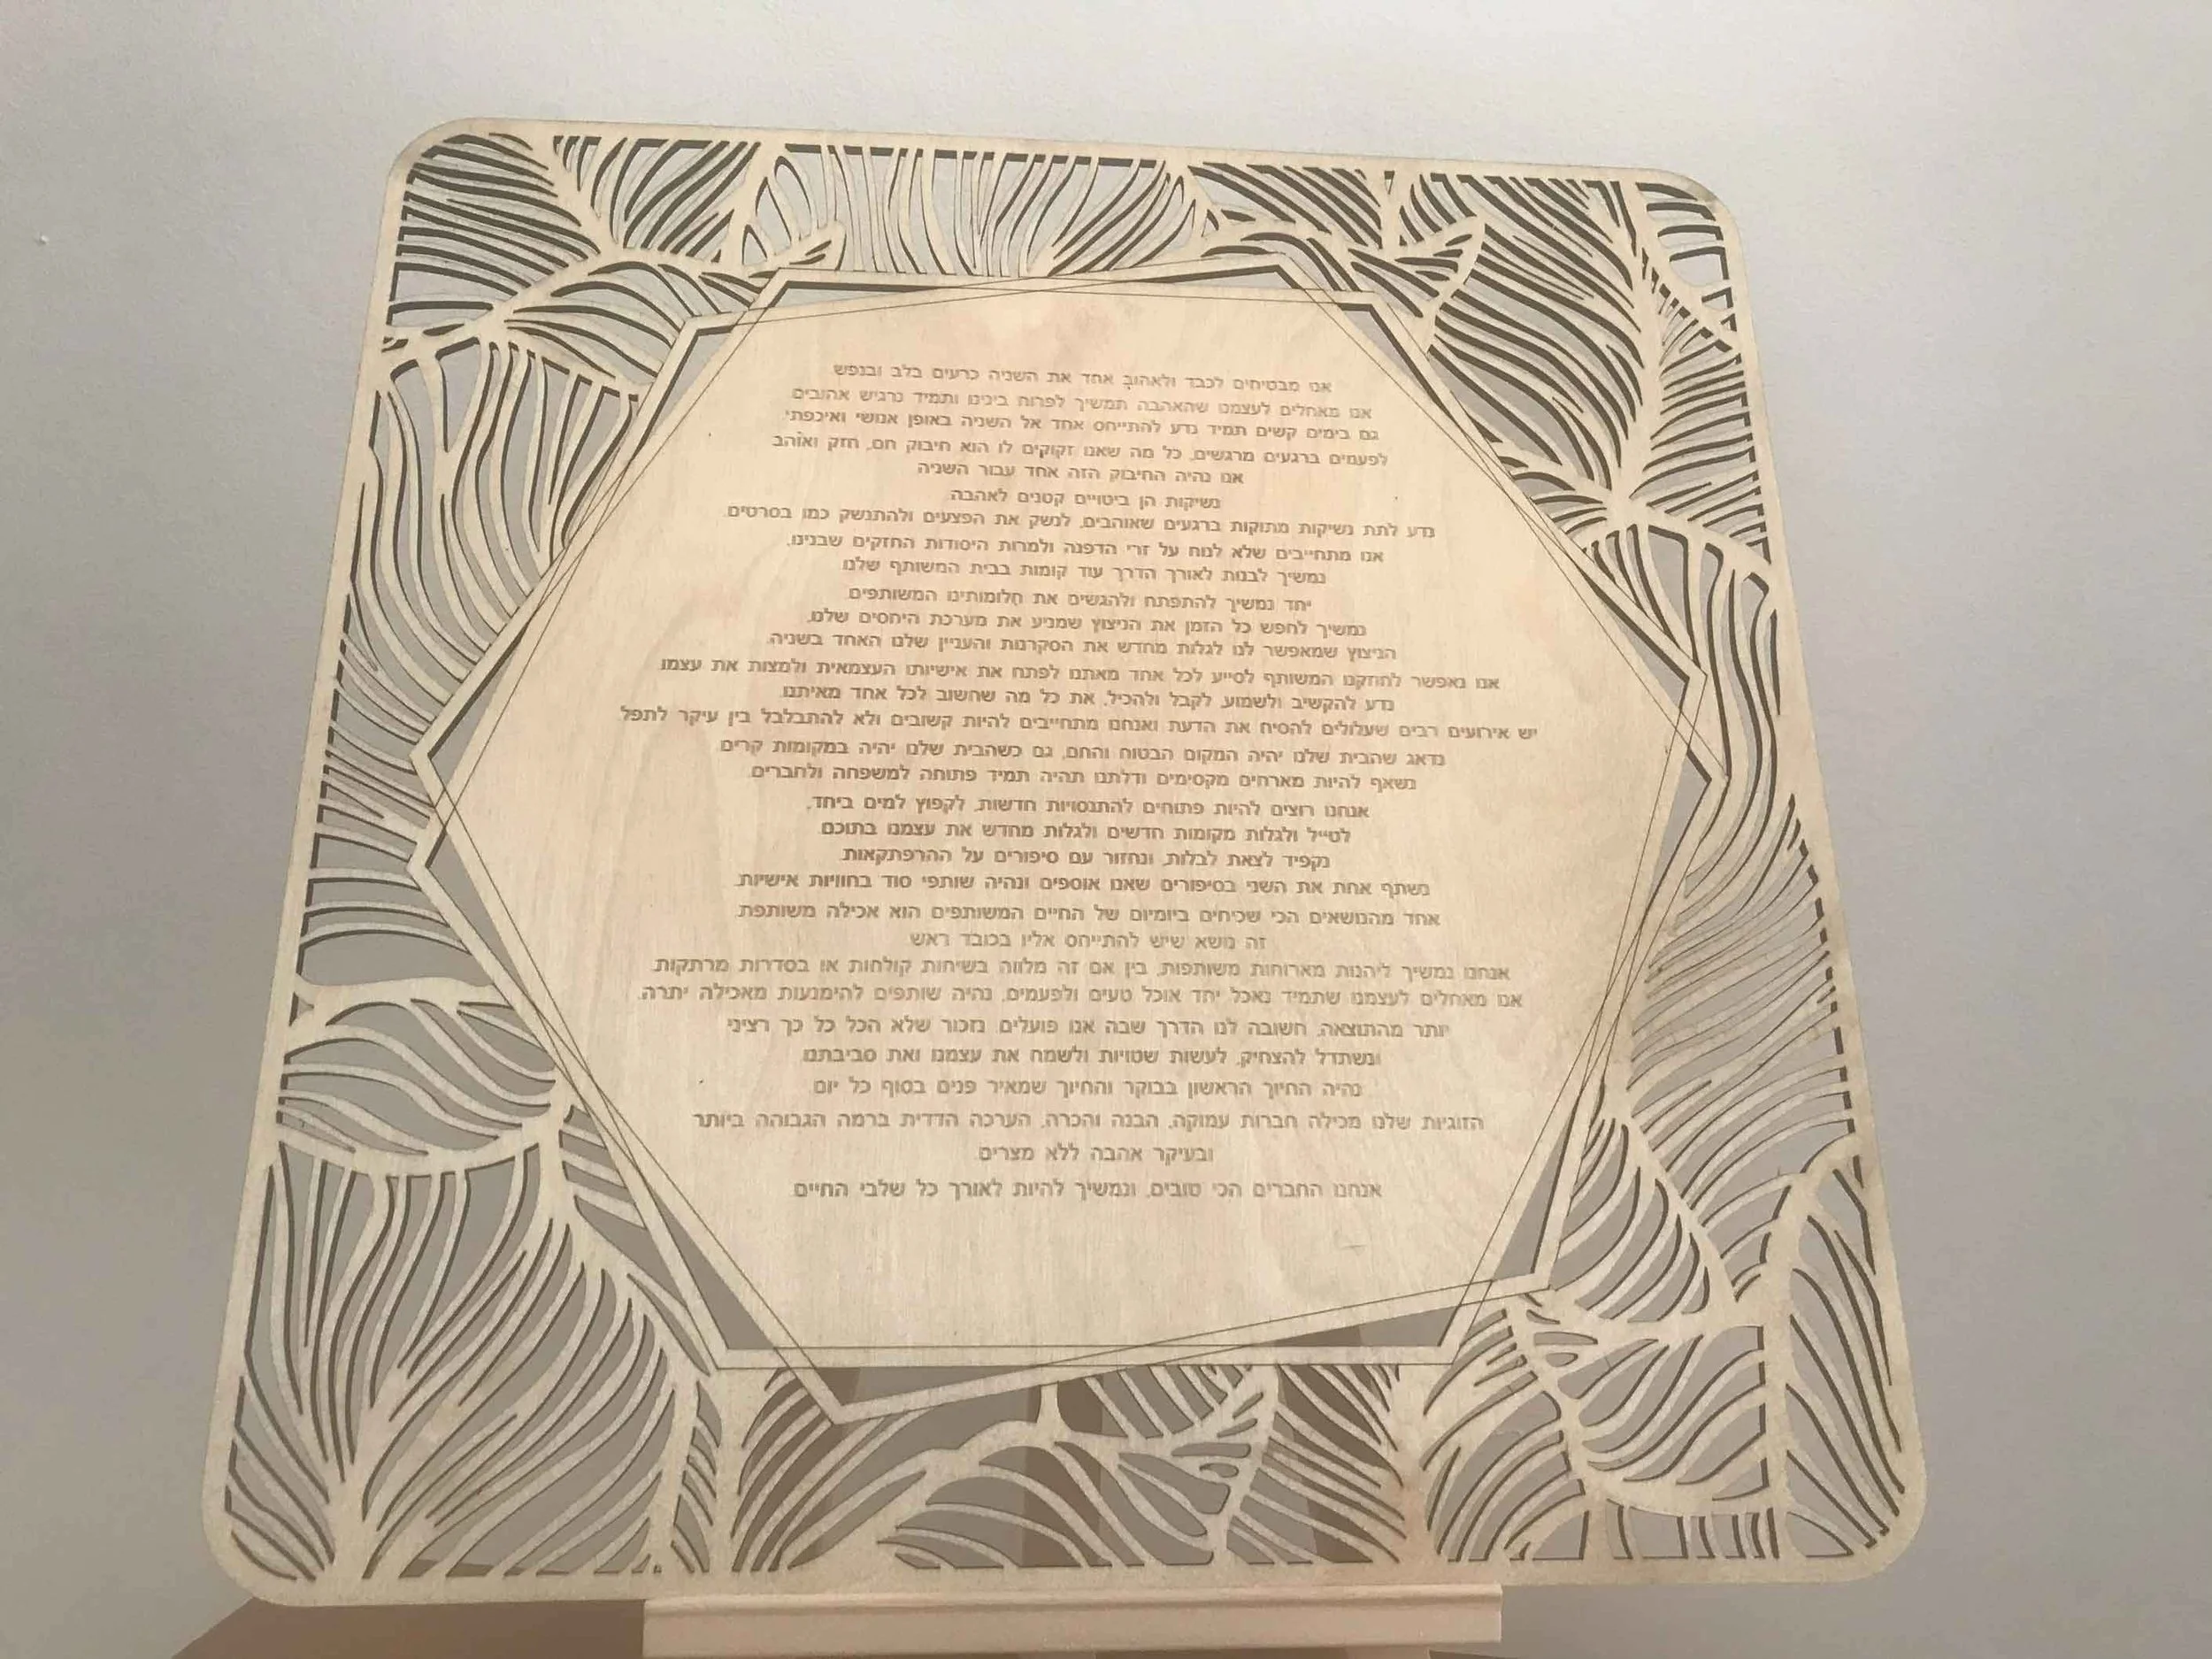 אנו מבטיחים לכבד ולאהוב אחד את השניה כרעים בלב ובנפש
אנו מאחלים לעצמנו שהאהבה תמשיך לפרוח בינינו ותמיד נרגיש אהובים.
גם בימים קשים תמיד נדע להתייחס אחד אל השניה באופן אנושי ואיכפתי.
לפעמים ברגעים מרגשים, כל מה שאנו זקוקים לו הוא חיבוק חם, חזק ואוהב
אנו נהיה החיבוק הזה אחד עבור השניה
נשיקות הן ביטויים קטנים לאהבה.
נדע לתת נשיקות מתוקות ברגעים שאוהבים, לנשק את הפצעים ולהתנשק כמו בסרטים.
אנו מתחייבים שלא לנוח על זרי הדפנה ולמרות היסודות החזקים שבנינו,
נמשיך לבנות לאורך הדרך עוד קומות בבית המשותף שלנו
יחד נמשיך להתפתח ולהגשים את חלומותינו המשותפים.
נמשיך לחפש כל הזמן את הניצוץ שמניע את מערכת היחסים שלנו,
הניצוץ שמאפשר לנו לגלות מחדש את הסקרנות והעניין שלנו האחד בשניה.
אנו נאפשר לחוזקנו המשותף לסייע לכל אחד מאתנו לפתח את אישיותו העצמאית ולמצות את עצמו
נדע להקשיב ולשמוע, לקבל ולהכיל, את כל מה שחשוב לכל אחד מאיתנו.
יש אירועים רבים שעלולים להסיח את הדעת ואנחנו מתחייבים להיות קשובים ולא להתבלבל בין עיקר לתפל.
נדאג שהבית שלנו יהיה המקום הבטוח והחם, גם כשהבית שלנו יהיה במקומות קרים.
נשאף להיות מארחים מקסימים ודלתנו תהיה תמיד פתוחה למשפחה ולחברים.
אנחנו רוצים להיות פתוחים להתנסויות חדשות, לקפוץ למים ביחד,
לטייל ולגלות מקומות חדשים ולגלות מחדש את עצמנו בתוכם.
נקפיד לצאת לבלות, ונחזור עם סיפורים על ההרפתקאות.
נשתף אחת את השני בסיפורים שאנו אוספים ונהיה שותפי סוד בחוויות אישיות.
אחד מהנושאים הכי שכיחים ביומיום של החיים המשותפים הוא אכילה משותפת.
זה נושא שיש להתייחס אליו בכובד ראש.
אנחנו נמשיך ליהנות מארוחות משותפות, בין אם זה מלווה בשיחות קולחות או בסדרות מרתקות.
אנו מאחלים לעצמנו שתמיד נאכל יחד אוכל טעים ולפעמים, נהיה שותפים להימנעות מאכילה יתרה.
יותר מהתוצאה, חשובה לנו הדרך שבה אנו פועלים. נזכור שלא הכל כל כך רציני
ונשתדל להצחיק, לעשות שטויות ולשמח את עצמנו ואת סביבתנו.
נהיה החיוך הראשון בבוקר והחיוך שמאיר פנים בסוף כל יום.
הזוגיות שלנו מכילה חברות עמוקה, הבנה והכרה, הערכה הדדית ברמה הגבוהה ביותר
ובעיקר אהבה ללא מצרים.
אנחנו החברים הכי טובים, ונמשיך להיות לאורך כל שלבי החיים.